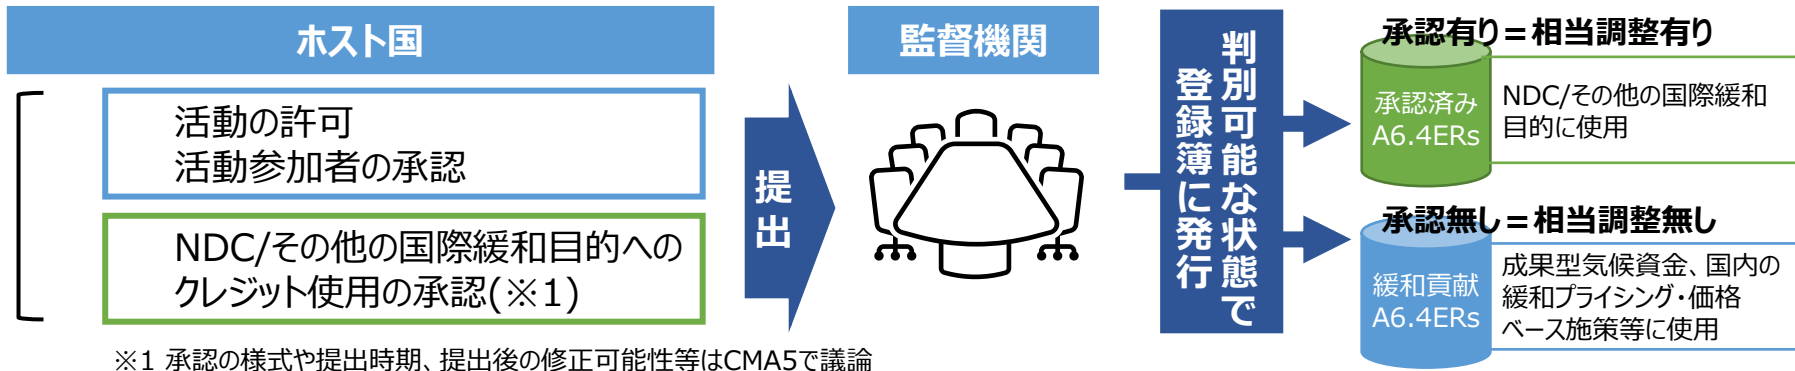 ホスト国
活動の許可
活動参加者の承認
NDC/その他の国際緩和目的への
クレジット使用の承認(※1)
※1 承認の様式や提出時期、提出後の修正可能性等はCMA5で議論
提出
監督機関
判別可能な状態で
登録簿に発行
承認有り=相当調整有り
承認済み
A6.4ERs
NDC/その他の国際緩和
目的に使用
承認無し=相当調整無し
緩和貢献
A6.4ERs
成果型気候資金、国内の
緩和プライシング・価格
ベース施策等に使用